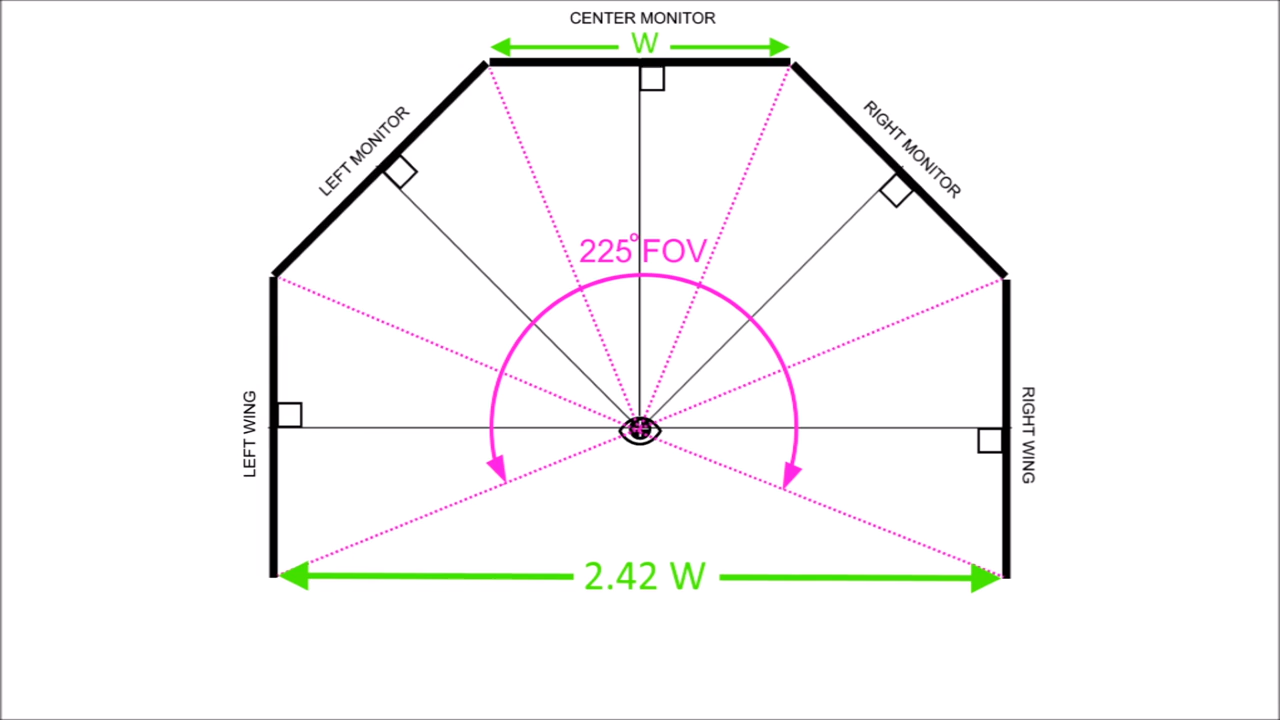 CENTER MONITOR
W
LEFT MONITOR
RIGHT MONITOR
225°FOV
LEFT WING
RIGHT WING
2.42 W